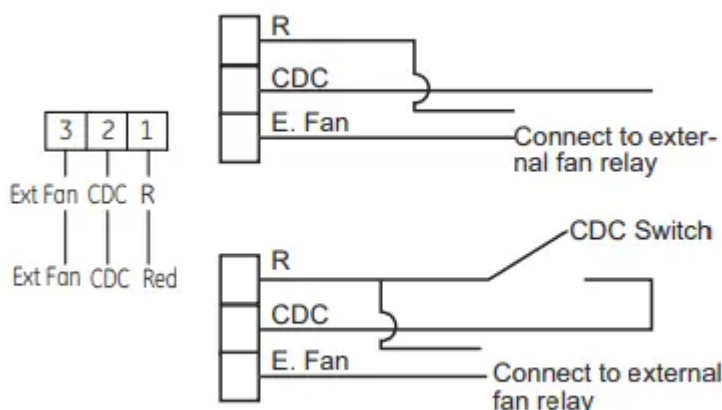 3 2 1
Ext Fan CDC R
Ext Fan CDC Red
R
CDC
E. Fan
Connect to exter-
nal fan relay
CDC Switch
R
CDC
E. Fan
Connect to external
fan relay